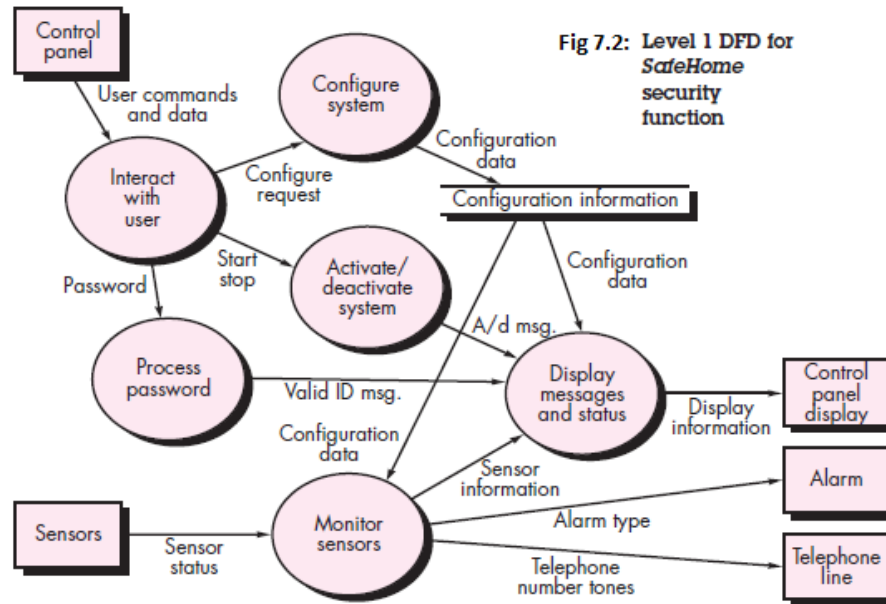 Control
panel
Fig 7.2: Level 1 DFD for
SafeHome
security
function
Configure
system
User commands
and data
Configuration
data
Interact
with
user
Configure
request
Configuration information
Start
stop
Activate/
deactivate
system
Configuration
data
Password
A/d msg.
Process
password
Valid ID msg.
Display
messages
and status
Control
panel
display
Display
information
Configuration
data
Sensor
information
Alarm
Sensors
Sensor
status
Monitor
sensors
Alarm type
Telephone
number tones
Telephone
line